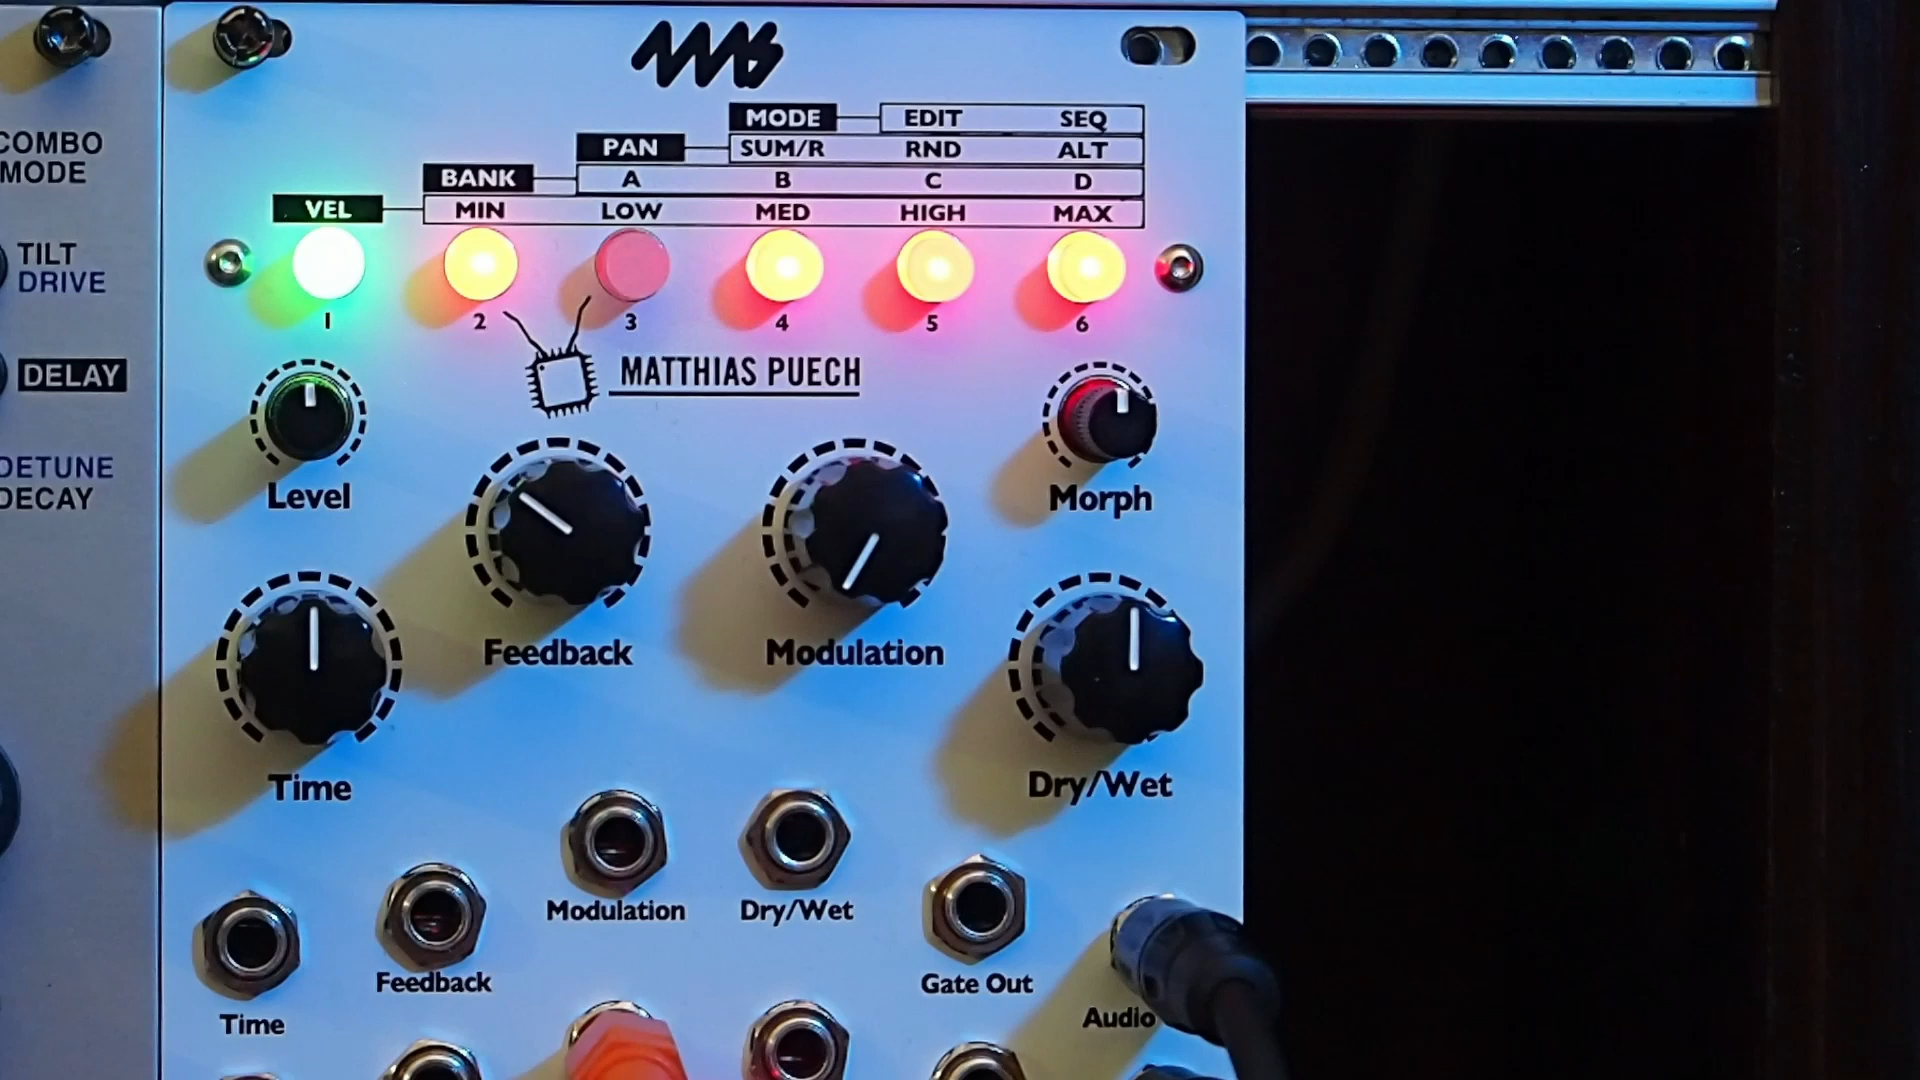 COMBO
MODE
TILT
DRIVE
DELAY
DETUNE
DECAY
MODE EDIT SEQ
PAN SUM/R RND ALT
BANK A B C D
VEL MIN LOW MED HIGH MAX
1 2 3 4 5 6
MATTHIAS PUECH
Level
Morph
Feedback
Modulation
Time
Dry/Wet
Modulation
Dry/Wet
Feedback
Gate Out
Time
Audio